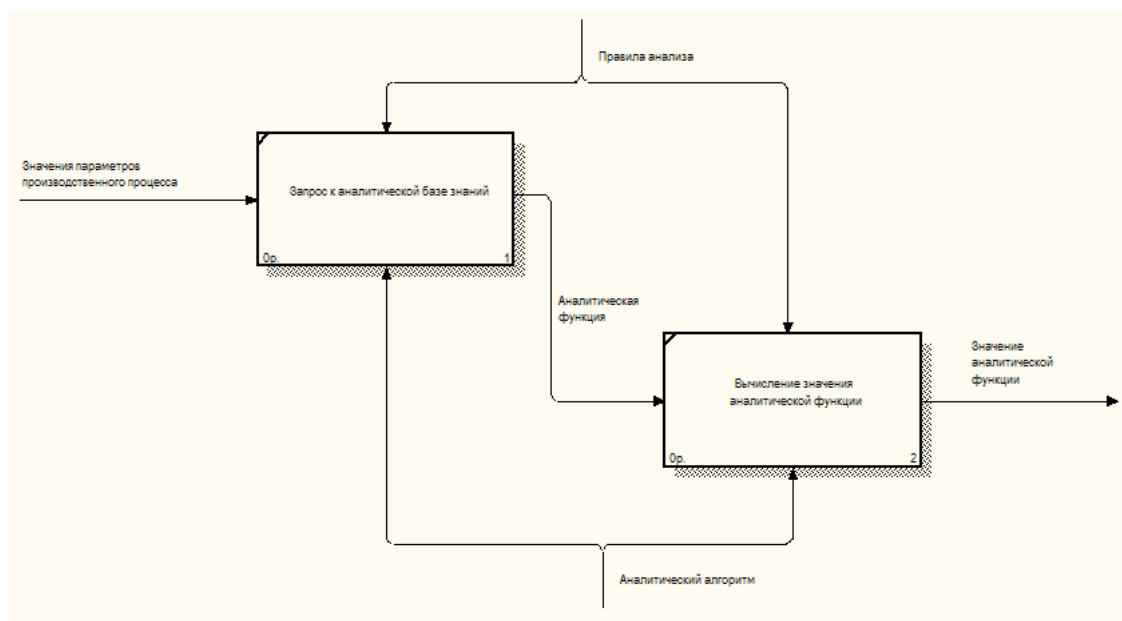 Правила анализа
Значения параметров
производственного процесса
Запрос к аналитической базе знаний
0р.
1
Аналитическая
функция
Значение
аналитической
функции
Вычисление значения
аналитической функции
0р.
2
Аналитический алгоритм